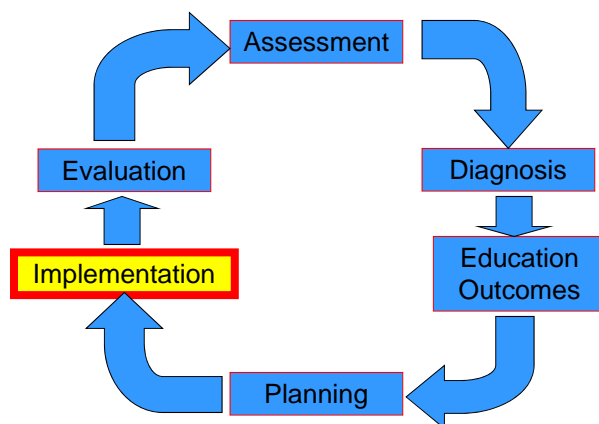 Assessment
Diagnosis
Education
Outcomes
Planning
Implementation
Evaluation